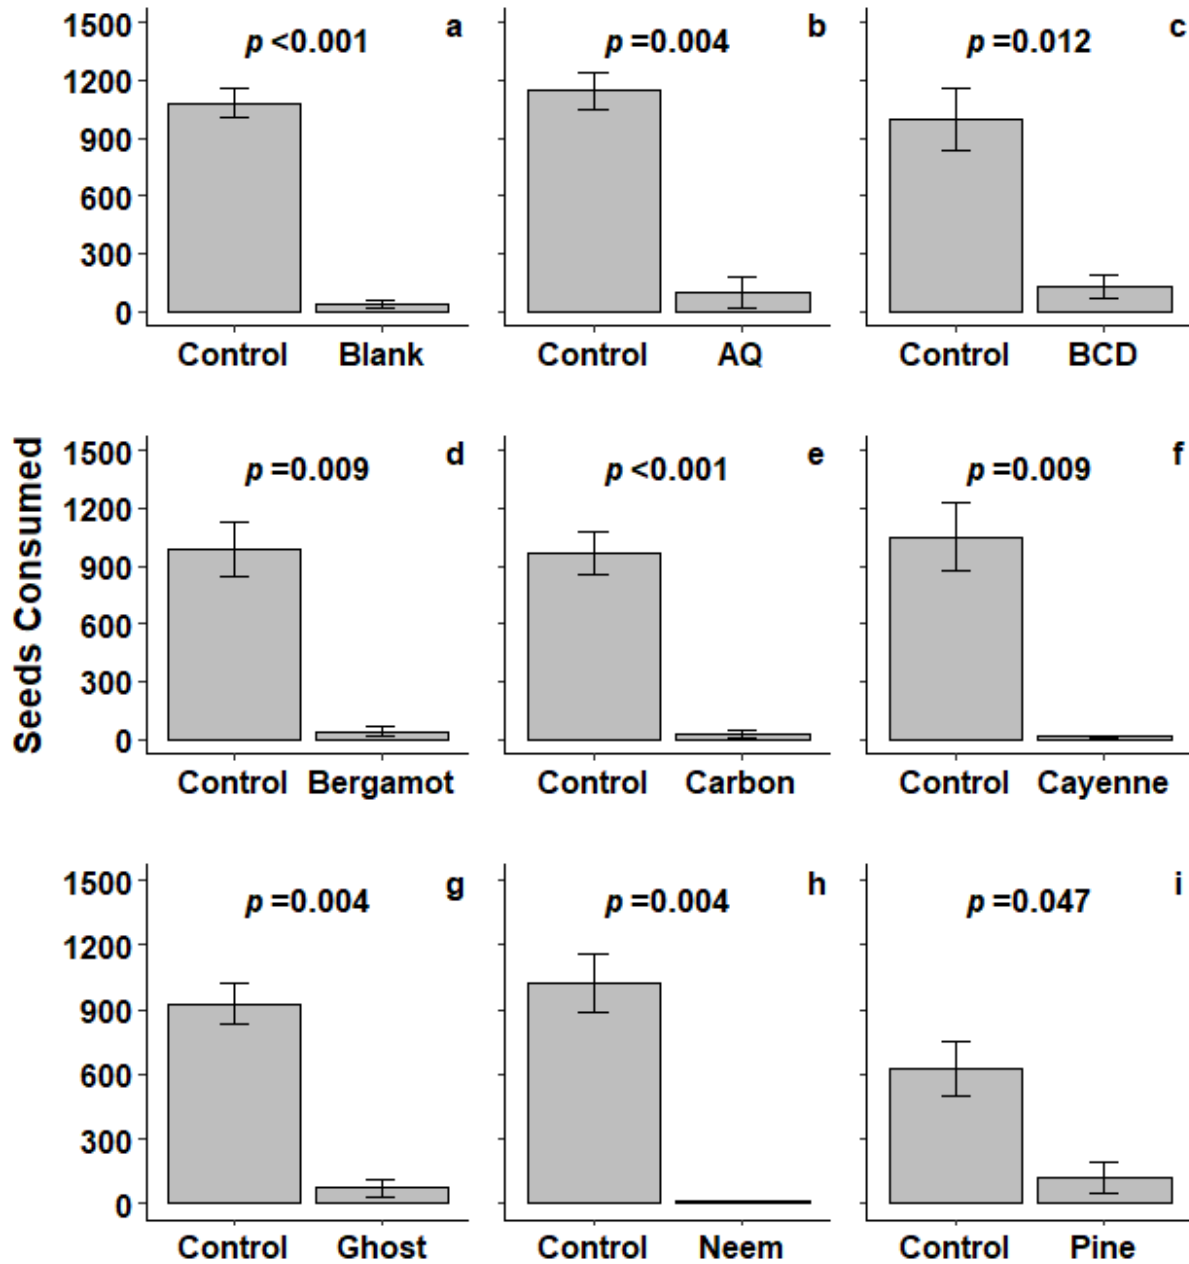 Seeds Consumed
1500
1200
900
600
300
0
p <0.001
a
Control Blank
p =0.004
b
Control AQ
p =0.012
c
Control BCD
1500
1200
900
600
300
0
p =0.009
d
Control Bergamot
p <0.001
e
Control Carbon
p =0.009
f
Control Cayenne
1500
1200
900
600
300
0
p =0.004
g
Control Ghost
p =0.004
h
Control Neem
p =0.047
i
Control Pine